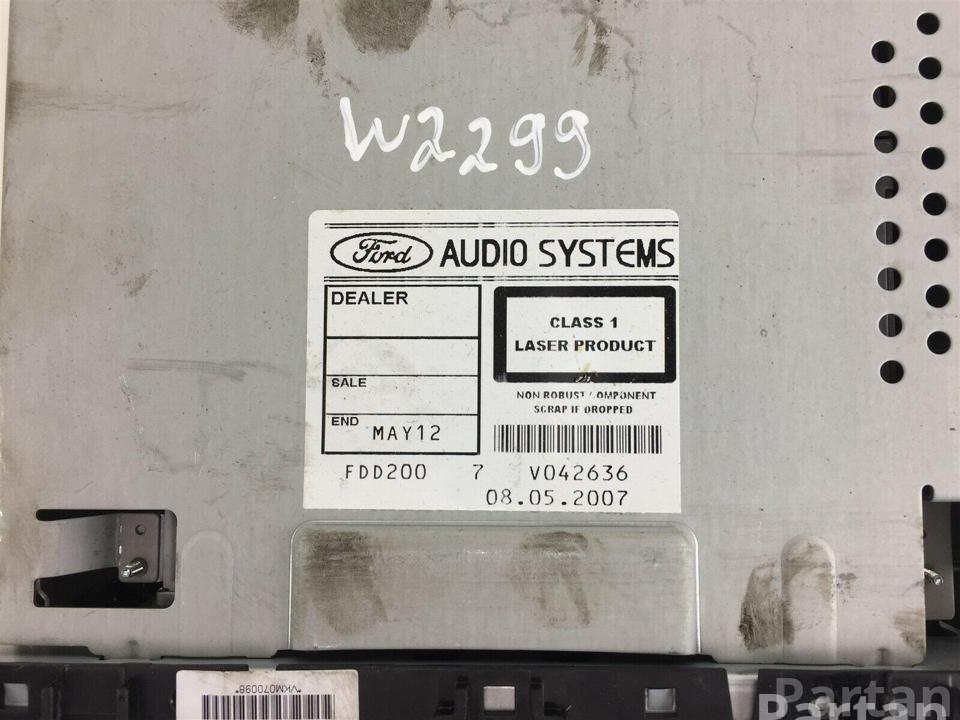 W2299
Ford AUDIO SYSTEMS
DEALER
CLASS 1
LASER PRODUCT
SALE
NON ROBUST COMPONENT
SCRAP IF DROPPED
END MAY12
FDD200 7 V042636
08.05.2007
*VKM070098*
Partan
Partan